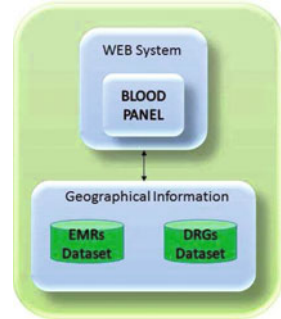 WEB System
BLOOD
PANEL
Geographical Information
EMRs
Dataset
DRGs
Dataset